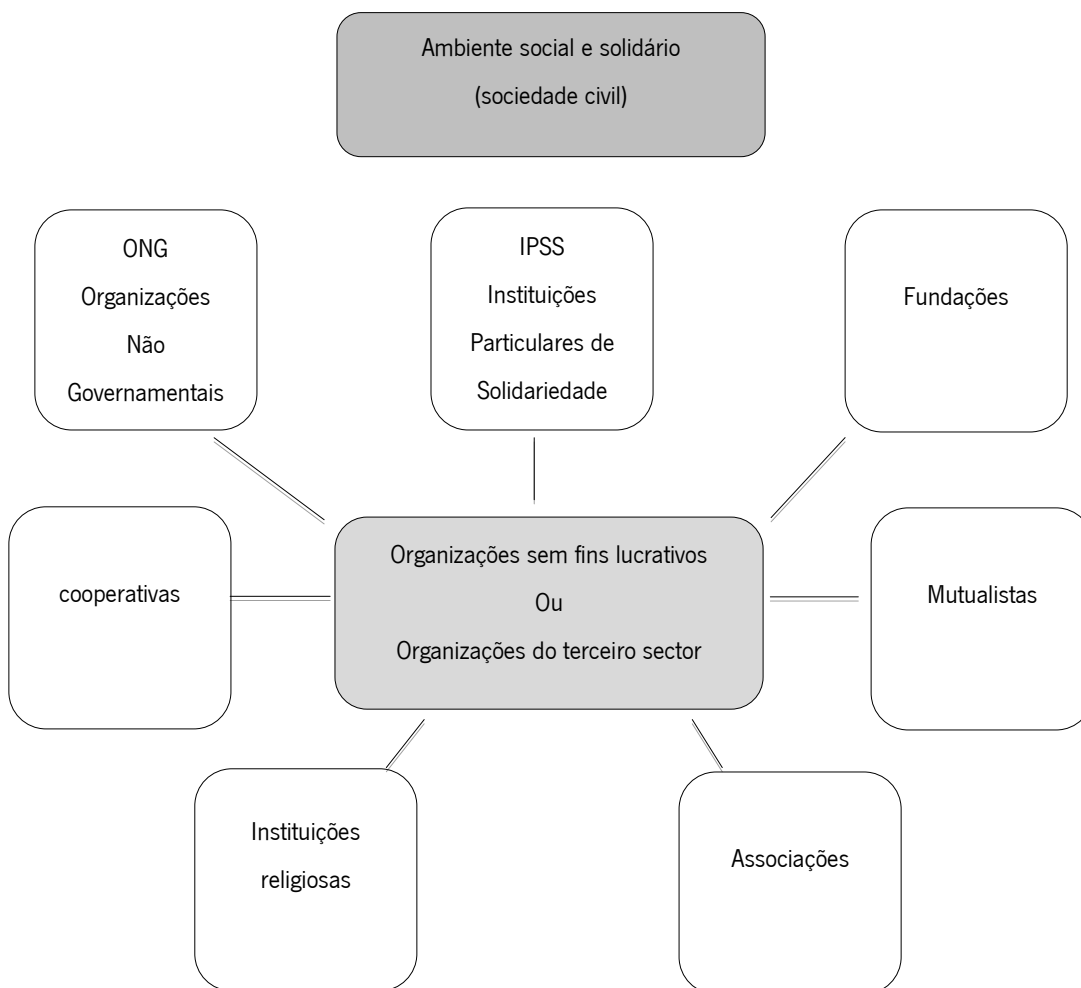 Ambiente social e solidário
(sociedade civil)
ONG
Organizações
Não
Governamentais
IPSS
Instituições
Particulares de
Solidariedade
Fundações
cooperativas
Organizações sem fins lucrativos
Ou
Organizações do terceiro sector
Mutualistas
Instituições
religiosas
Associações